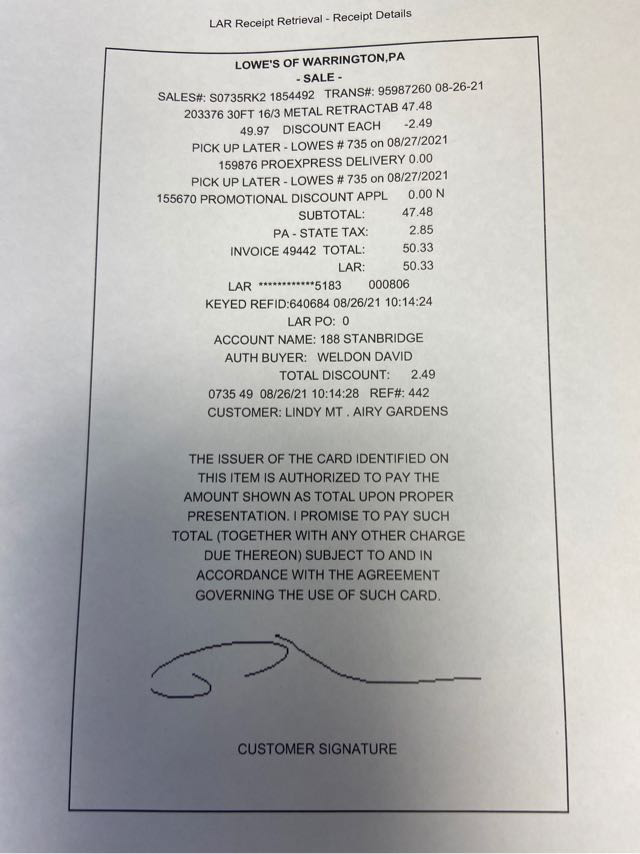 LAR Receipt Retrieval - Receipt Details
LOWE'S OF WARRINGTON,PA
- SALE -
SALES#: S0735RK2 1854492 TRANS#: 95987260 08-26-21
203376 30FT 16/3 METAL RETRACTAB 47.48
49.97 DISCOUNT EACH -2.49
PICK UP LATER - LOWES # 735 on 08/27/2021
159876 PROEXPRESS DELIVERY 0.00
PICK UP LATER - LOWES # 735 on 08/27/2021
155670 PROMOTIONAL DISCOUNT APPL 0.00 N
SUBTOTAL: 47.48
PA - STATE TAX: 2.85
INVOICE 49442 TOTAL: 50.33
LAR: 50.33
LAR ************5183 000806
KEYED REFID:640684 08/26/21 10:14:24
LAR PO: 0
ACCOUNT NAME: 188 STANBRIDGE
AUTH BUYER: WELDON DAVID
TOTAL DISCOUNT: 2.49
0735 49 08/26/21 10:14:28 REF#: 442
CUSTOMER: LINDY MT . AIRY GARDENS
THE ISSUER OF THE CARD IDENTIFIED ON
THIS ITEM IS AUTHORIZED TO PAY THE
AMOUNT SHOWN AS TOTAL UPON PROPER
PRESENTATION. I PROMISE TO PAY SUCH
TOTAL (TOGETHER WITH ANY OTHER CHARGE
DUE THEREON) SUBJECT TO AND IN
ACCORDANCE WITH THE AGREEMENT
GOVERNING THE USE OF SUCH CARD.
CUSTOMER SIGNATURE